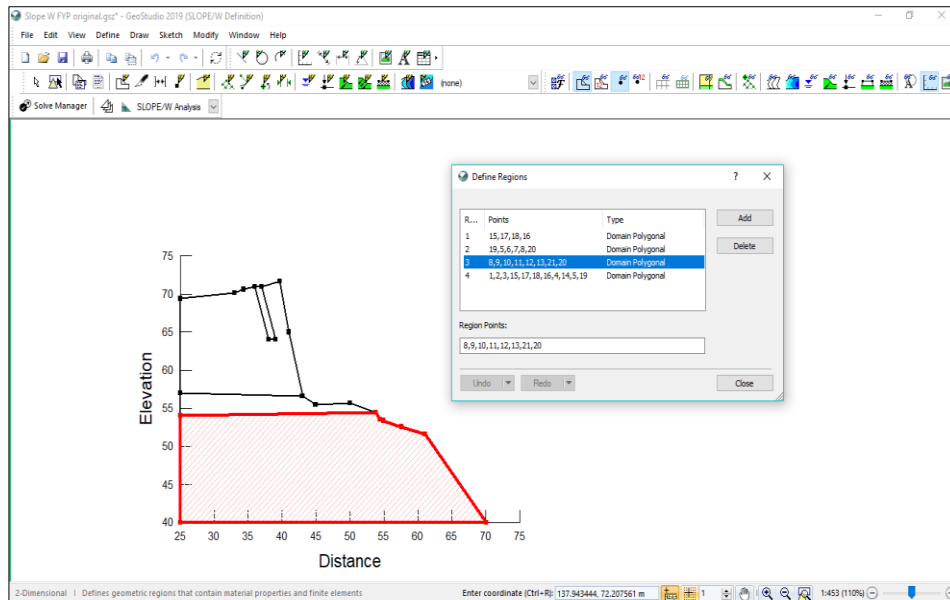 Slope W FYP original.gsz* - GeoStudio 2019 (SLOPE/W Definition)
File Edit View Define Draw Sketch Modify Window Help
(none)
Solve Manager SLOPE/W Analysis
Define Regions ?
R... Points Type
1 15,17,18,16 Domain Polygonal
2 19,5,6,7,8,20 Domain Polygonal
3 8,9,10,11,12,13,21,20 Domain Polygonal
4 1,2,3,15,17,18,16,4,14,5,19 Domain Polygonal
Add
Delete
Region Points:
8,9,10,11,12,13,21,20
Undo Redo Close
75
70
65
60
55
50
45
40
Elevation
25 30 35 40 45 50 55 60 65 70 75
Distance
2-Dimensional | Defines geometric regions that contain material properties and finite elements Enter coordinate (Ctrl+R): 137.943444, 72.207561 m 1 1:453 (110%)